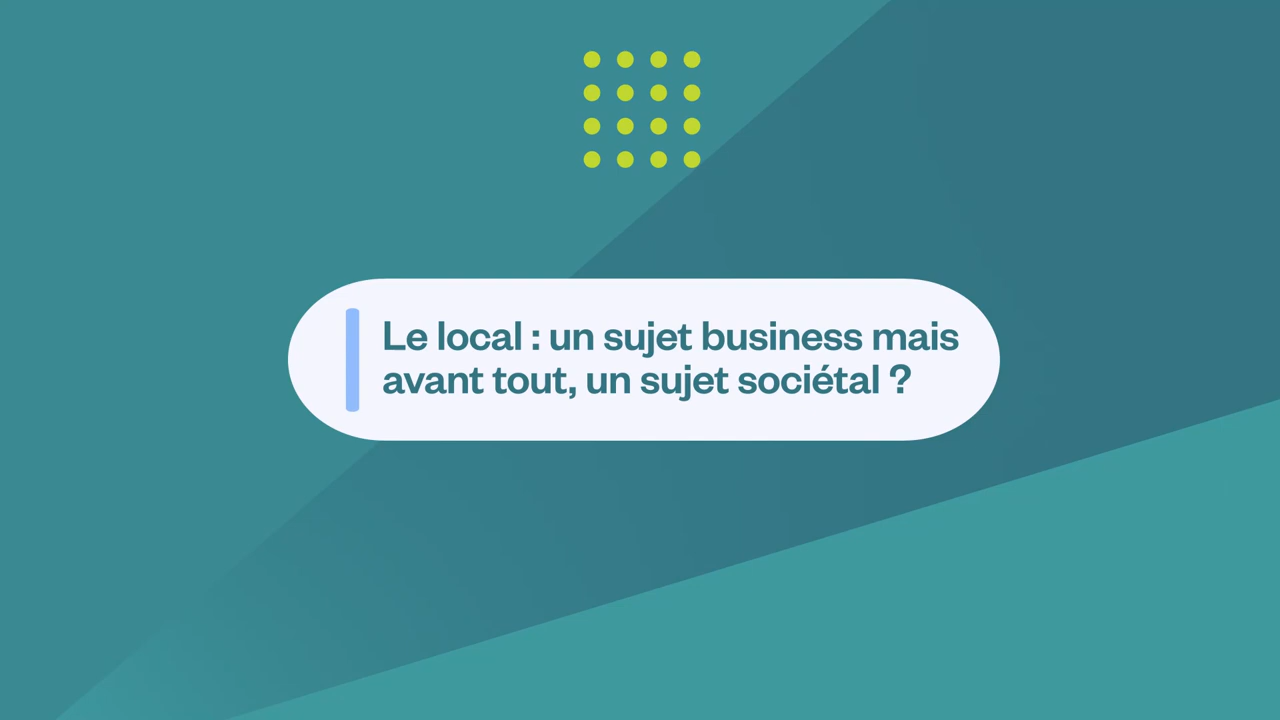 Le local : un sujet business mais
avant tout, un sujet sociétal ?